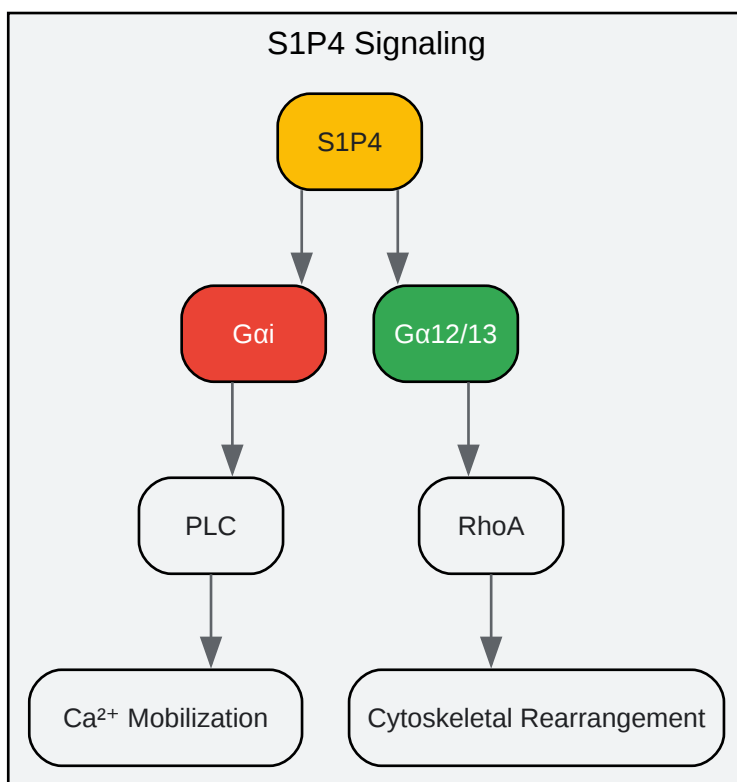 S1P4 Signaling
S1P4
Gαi
Gα12/13
PLC
RhoA
Ca²⁺ Mobilization
Cytoskeletal Rearrangement